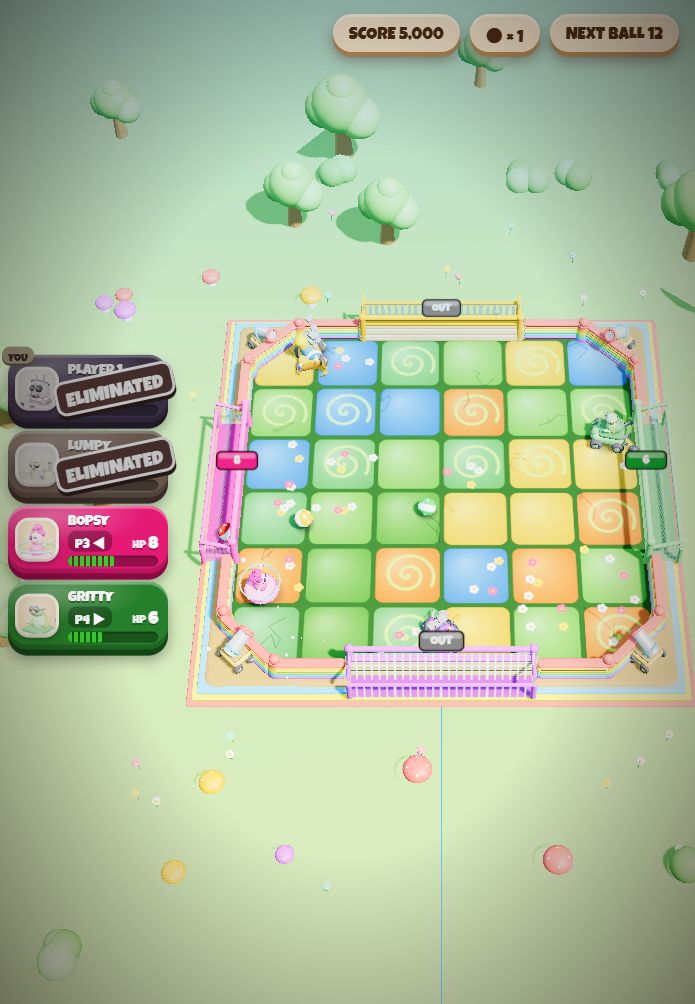 SCORE 5,000
× 1
NEXT BALL 12
OUT
YOU
PLAYER 1
ELIMINATED
LUMPY
ELIMINATED
BOPSY
P3 ◀ HP 8
GRITTY
P4 ▶ HP 6
8
6
OUT